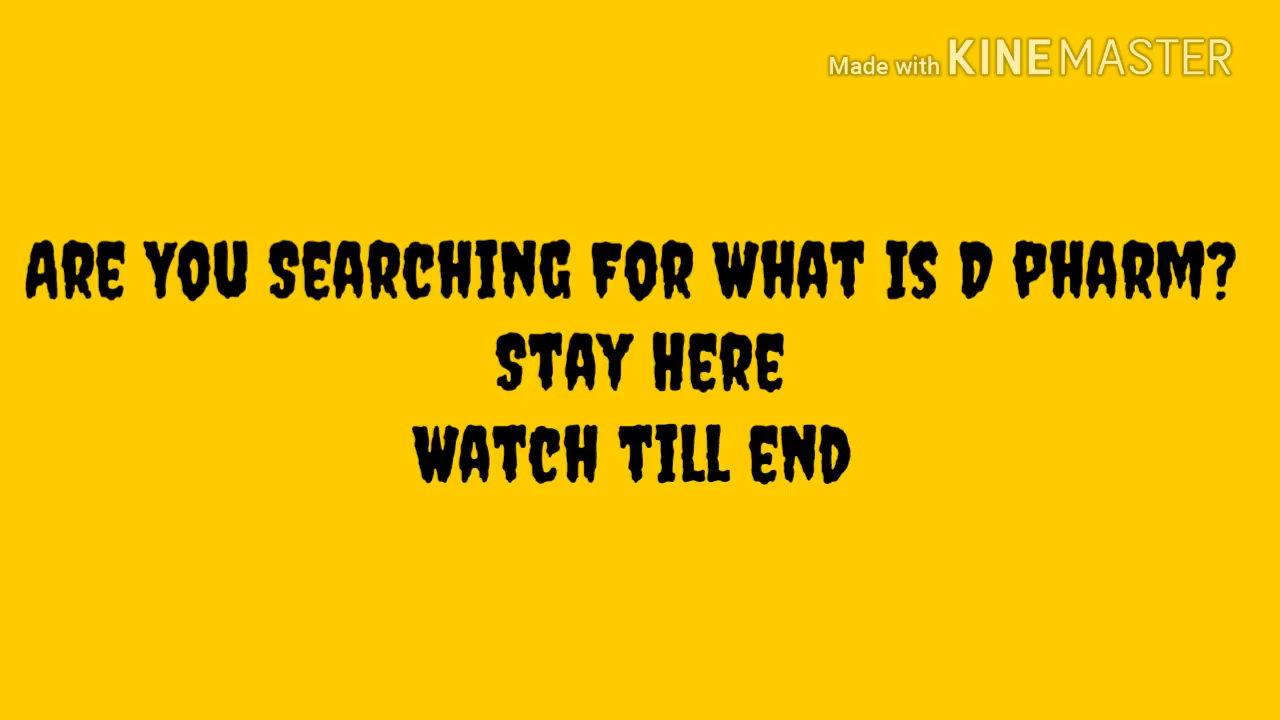 Made with KINEMASTER
ARE YOU SEARCHING FOR WHAT IS D PHARM?
STAY HERE
WATCH TILL END